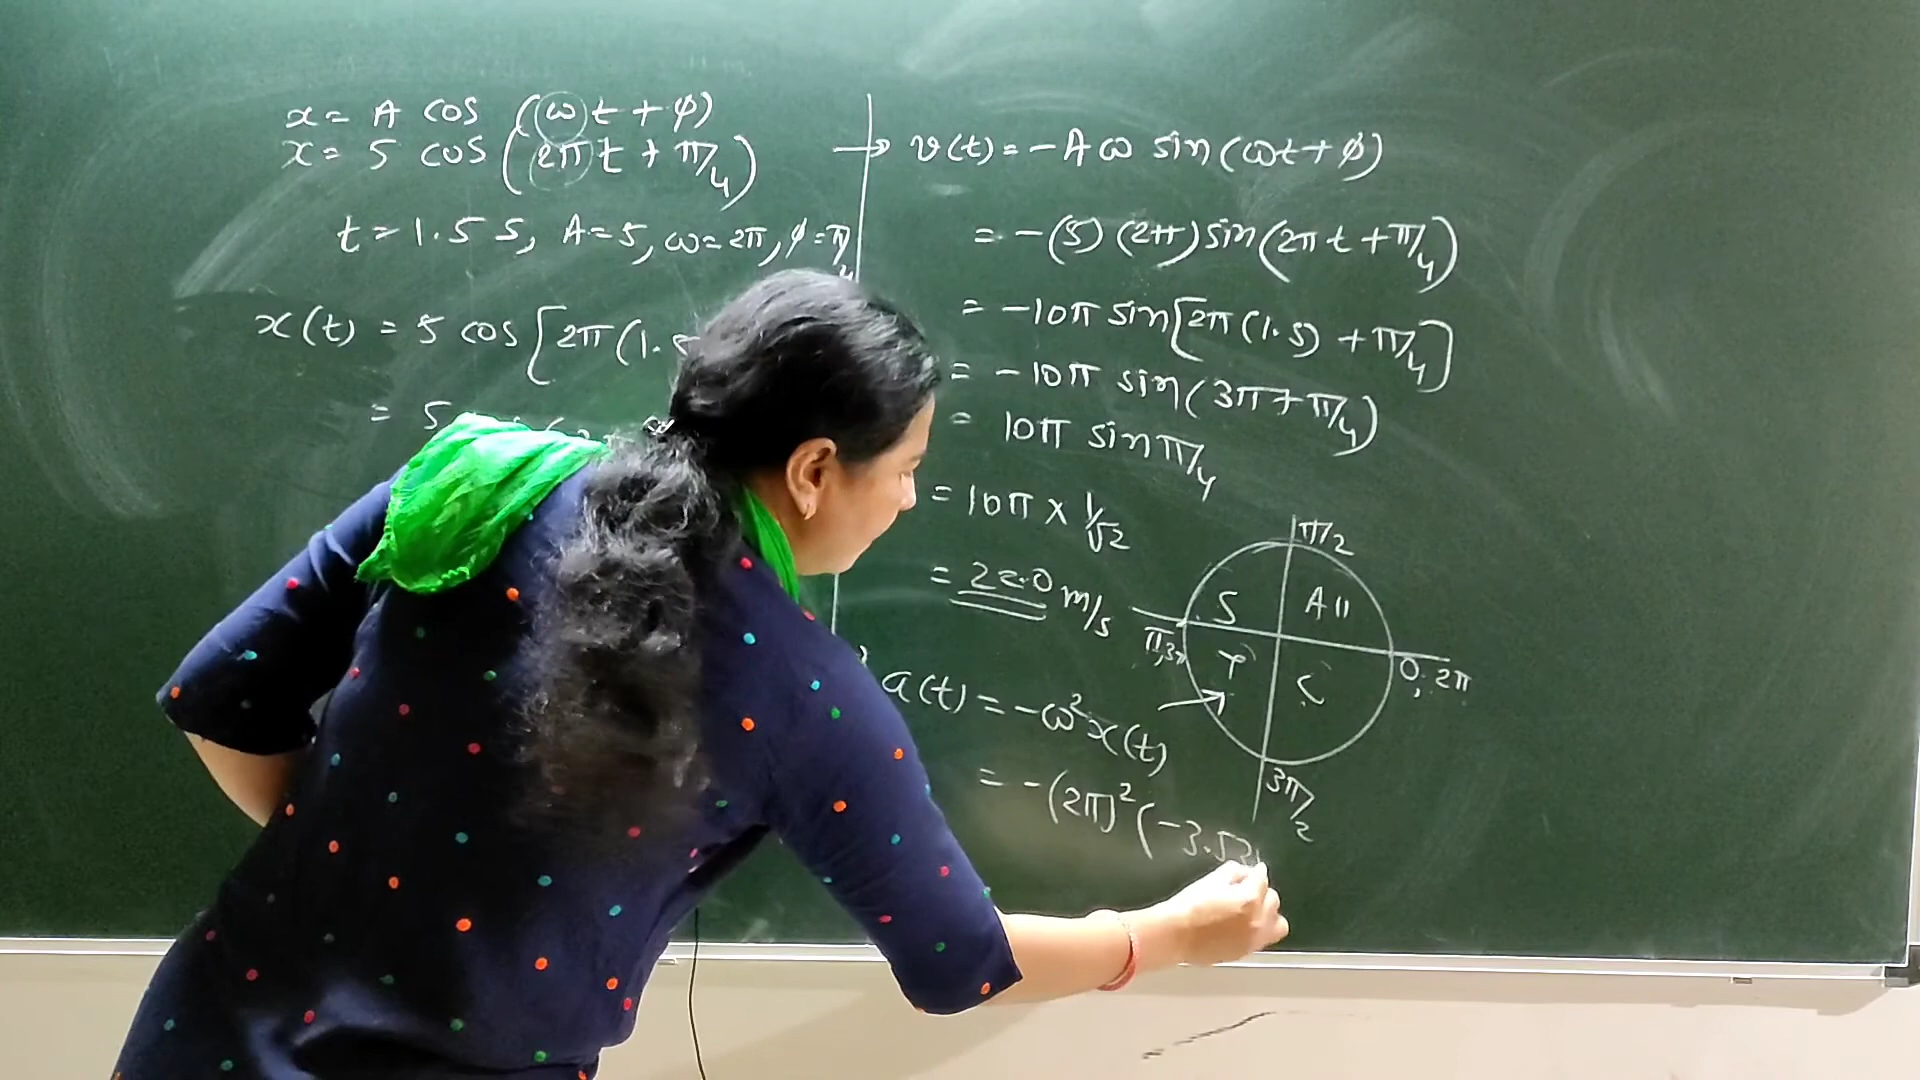 x = A cos (ωt + φ)
x = 5 cos (2πt + π/4)
t = 1.5 s, A = 5, ω = 2π, φ = π/4
x(t) = 5 cos [2π(1.5
= 5
→ v(t) = -Aω sin(ωt + φ)
= -(5)(2π) sin(2πt + π/4)
= -10π sin[2π(1.5) + π/4]
= -10π sin(3π + π/4)
= 10π sin π/4
= 10π × 1/√2
= 22.0 m/s
a(t) = -ω²x(t)
= -(2π)²(-3.53
π/2
S
A11
π, 3π
T
C
0, 2π
3π/2